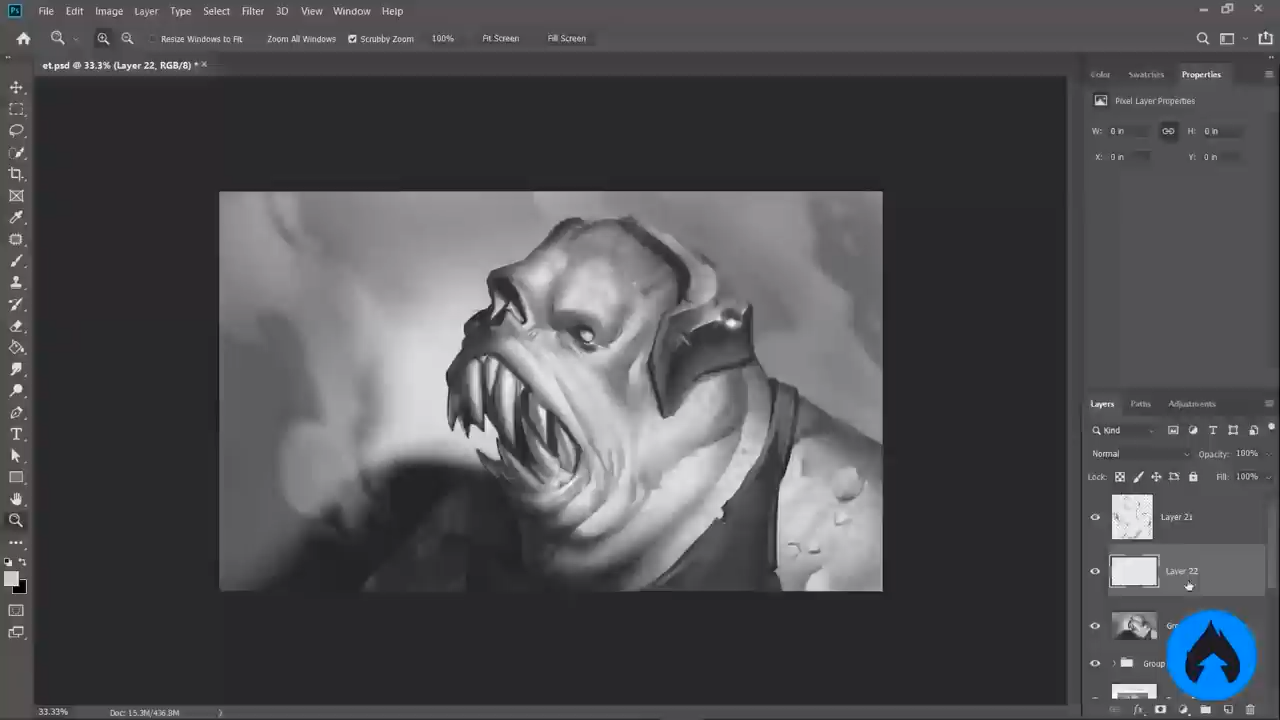 Ps File Edit Image Layer Type Select Filter 3D View Window Help
Resize Windows to Fit Zoom All Windows Scrubby Zoom 100% Fit Screen Fill Screen
et.psd @ 33.3% (Layer 22, RGB/8) *
Color Swatches Properties
Pixel Layer Properties
W: 0 in H: 0 in
X: 0 in Y: 0 in
Layers Paths Adjustments
Kind
Normal Opacity: 100%
Lock: Fill: 100%
Layer 21
Layer 22
Group
33.33% Doc: 15.3M/436.8M